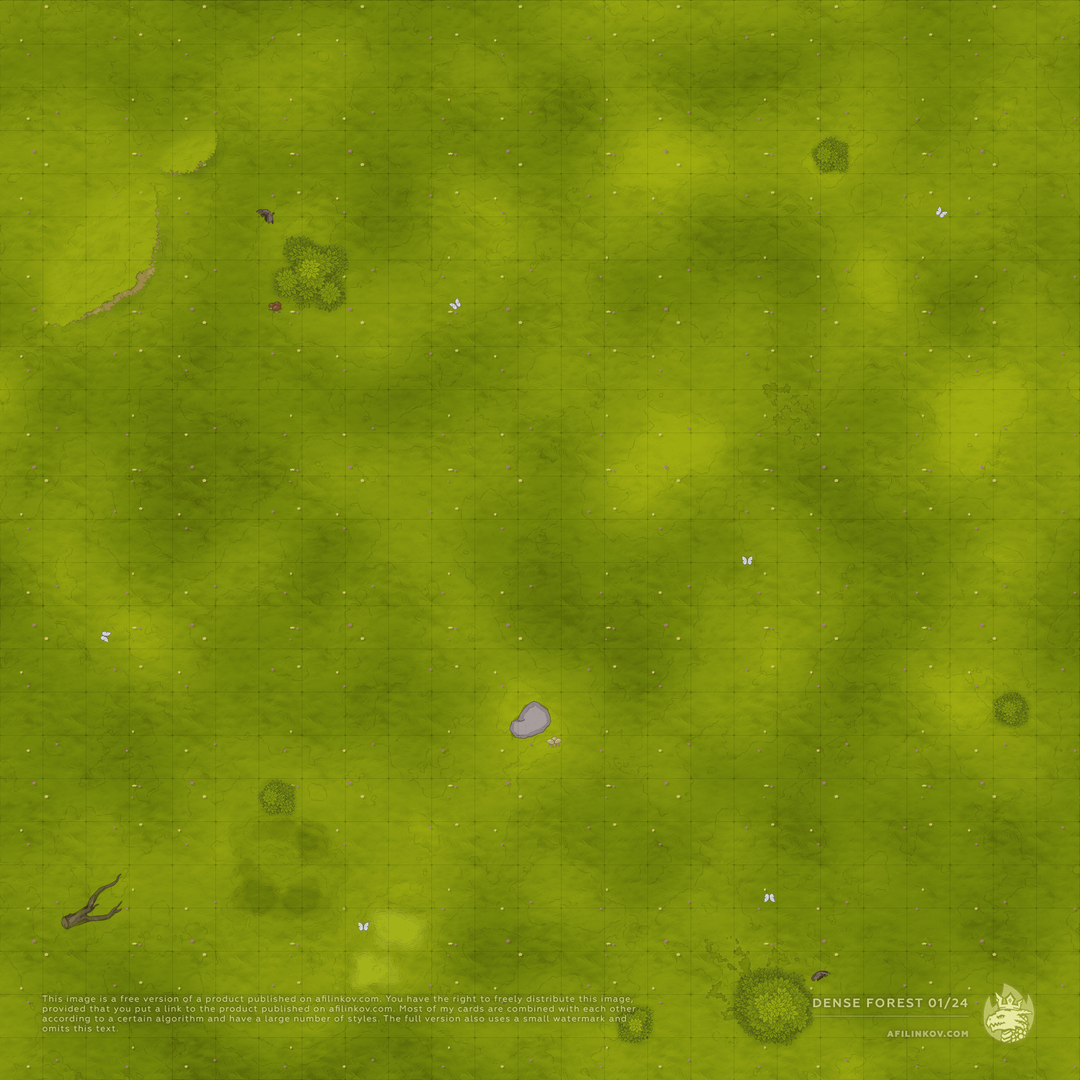 This image is a free version of a product published on afilinkov.com. You have the right to freely distribute this image,
provided that you put a link to the product published on afilinkov.com. Most of my cards are combined with each other
according to a certain algorithm and have a large number of styles. The full version also uses a small watermark and
omits this text.
DENSE FOREST 01/24
AFILINKOV.COM